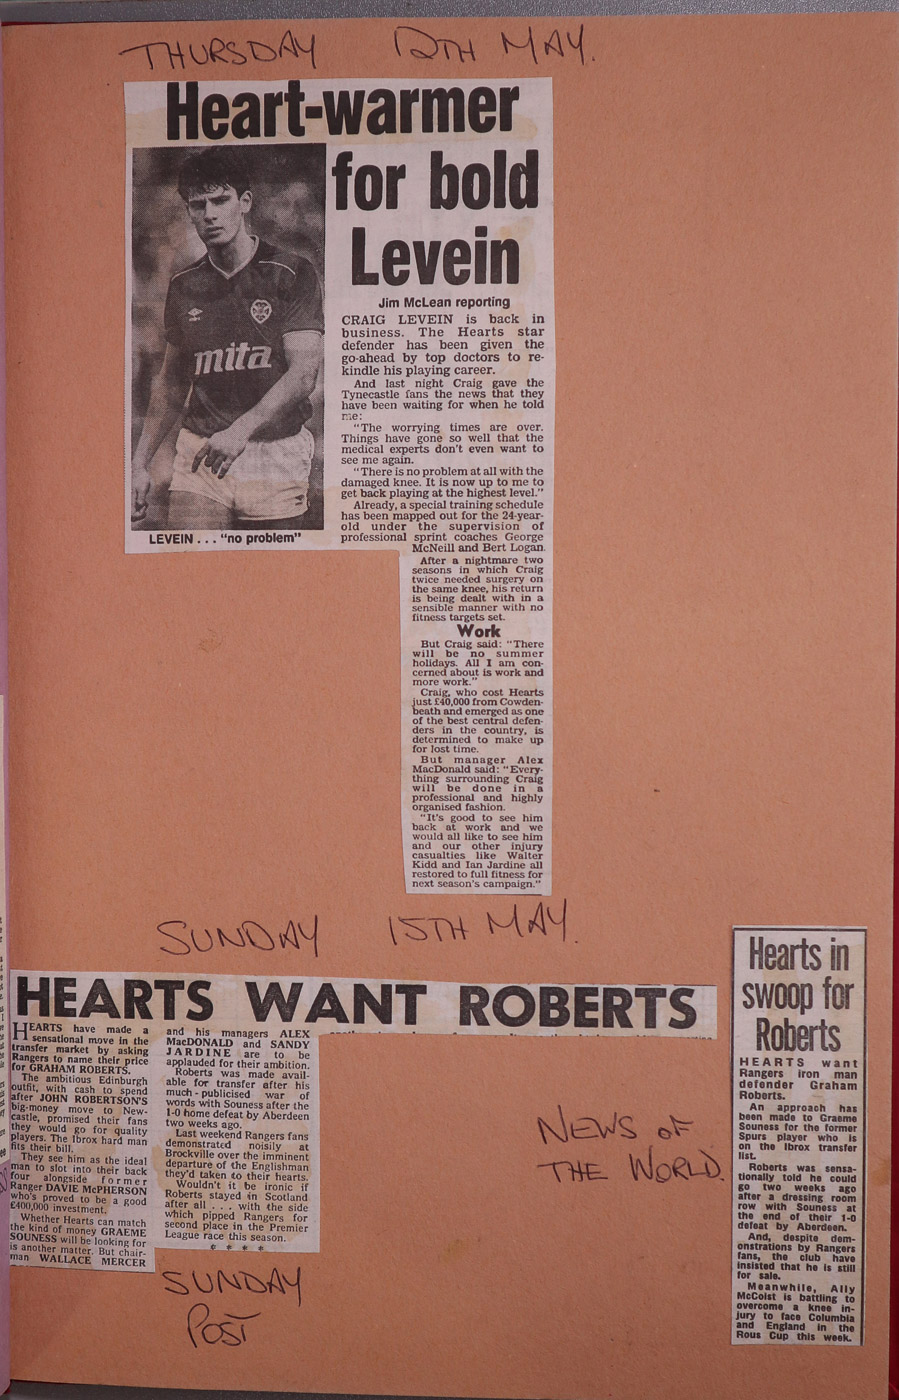 THURSDAY 12TH MAY.
Heart-warmer
for bold
Levein
mita
LEVEIN . . . "no problem"
Jim McLean reporting
CRAIG LEVEIN is back in
business. The Hearts star
defender has been given the
go-ahead by top doctors to re-
kindle his playing career.
And last night Craig gave the
Tynecastle fans the news that they
have been waiting for when he told
me:
"The worrying times are over.
Things have gone so well that the
medical experts don't even want to
see me again.
"There is no problem at all with the
damaged knee. It is now up to me to
get back playing at the highest level."
Already, a special training schedule
has been mapped out for the 24-year-
old under the supervision of
professional sprint coaches George
McNeill and Bert Logan.
After a nightmare two
seasons in which Craig
twice needed surgery on
the same knee, his return
is being dealt with in a
sensible manner with no
fitness targets set.
Work
But Craig said: "There
will be no summer
holidays. All I am con-
cerned about is work and
more work."
Craig, who cost Hearts
just £40,000 from Cowden-
beath and emerged as one
of the best central defen-
ders in the country, is
determined to make up
for lost time.
But manager Alex
MacDonald said: "Every-
thing surrounding Craig
will be done in a
professional and highly
organised fashion.
"It's good to see him
back at work and we
would all like to see him
and our other injury
casualties like Walter
Kidd and Ian Jardine all
restored to full fitness for
next season's campaign."
SUNDAY 15TH MAY.
HEARTS WANT ROBERTS
HEARTS have made a
sensational move in the
transfer market by asking
Rangers to name their price
for GRAHAM ROBERTS.
The ambitious Edinburgh
outfit, with cash to spend
after JOHN ROBERTSON'S
big-money move to New-
castle, promised their fans
they would go for quality
players. The Ibrox hard man
fits their bill.
They see him as the ideal
man to slot into their back
four alongside former
Ranger DAVIE McPHERSON
who's proved to be a good
£400,000 investment.
Whether Hearts can match
the kind of money GRAEME
SOUNESS will be looking for
is another matter. But chair-
man WALLACE MERCER
and his managers ALEX
MacDONALD and SANDY
JARDINE are to be
applauded for their ambition.
Roberts was made avail-
able for transfer after his
much-publicised war of
words with Souness after the
1-0 home defeat by Aberdeen
two weeks ago.
Last weekend Rangers fans
demonstrated noisily at
Brockville over the imminent
departure of the Englishman
they'd taken to their hearts.
Wouldn't it be ironic if
Roberts stayed in Scotland
after all . . . with the side
which pipped Rangers for
second place in the Premier
League race this season.
* * * *
SUNDAY
POST
NEWS OF
THE WORLD.
Hearts in
swoop for
Roberts
HEARTS want
Rangers iron man
defender Graham
Roberts.
An approach has
been made to Graeme
Souness for the former
Spurs player who is
on the Ibrox transfer
list.
Roberts was sensa-
tionally told he could
go two weeks ago
after a dressing room
row with Souness at
the end of their 1-0
defeat by Aberdeen.
And, despite dem-
onstrations by Rangers
fans, the club have
insisted that he is still
for sale.
Meanwhile, Ally
McCoist is battling to
overcome a knee in-
jury to face Columbia
and England in the
Rous Cup this week.